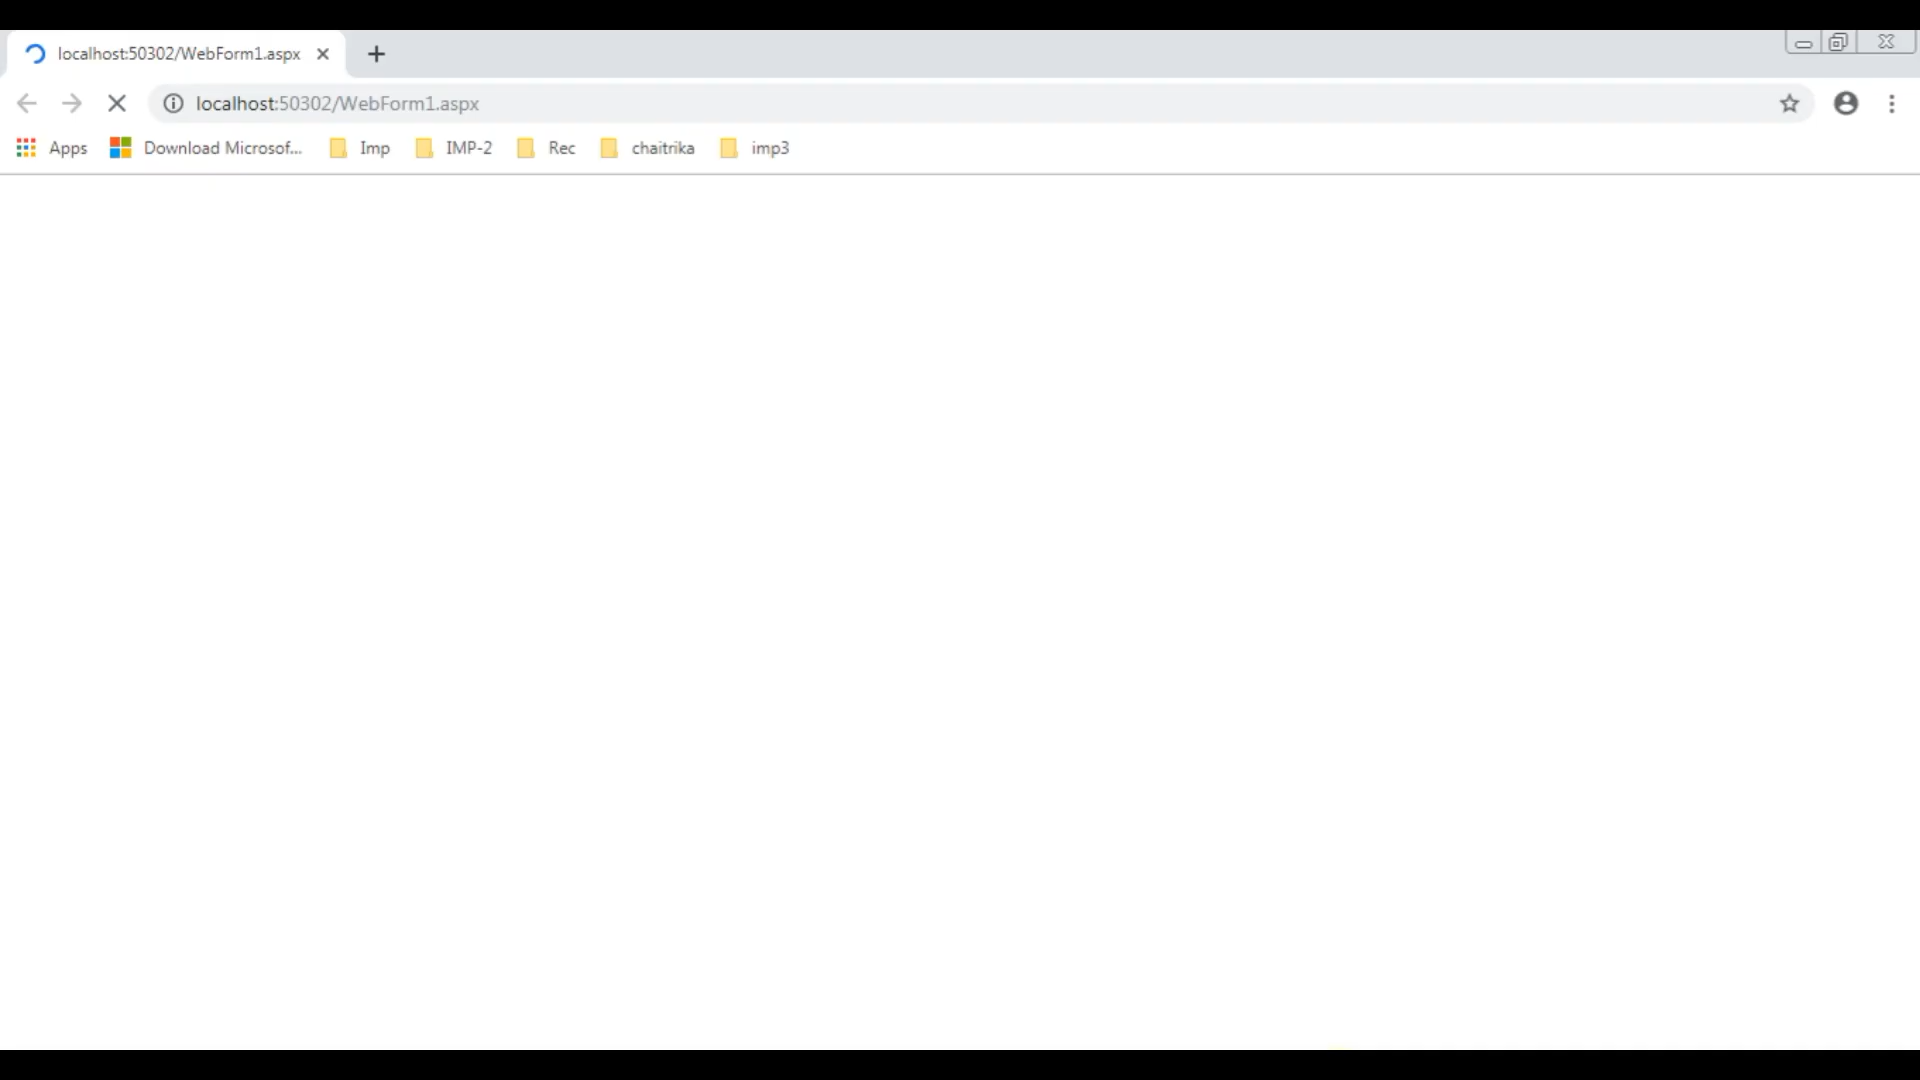 localhost:50302/WebForm1.aspx
localhost:50302/WebForm1.aspx
Apps Download Microsof... Imp IMP-2 Rec chaitrika imp3